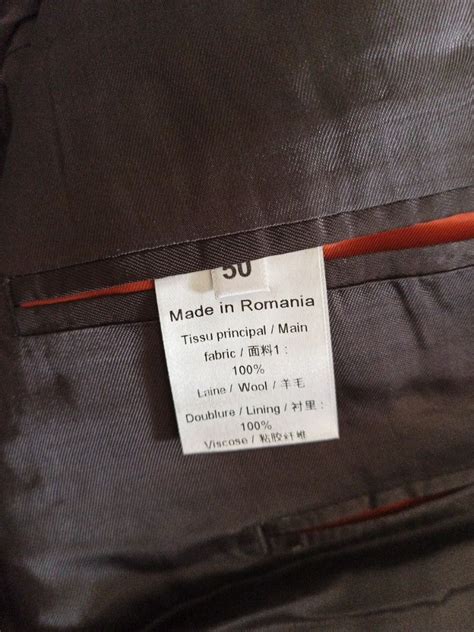 50
Made in Romania
Tissu principal / Main
fabric / 面料1 :
100%
Laine / Wool / 羊毛
Doublure / Lining / 衬里 :
100%
Viscose / 粘胶纤维